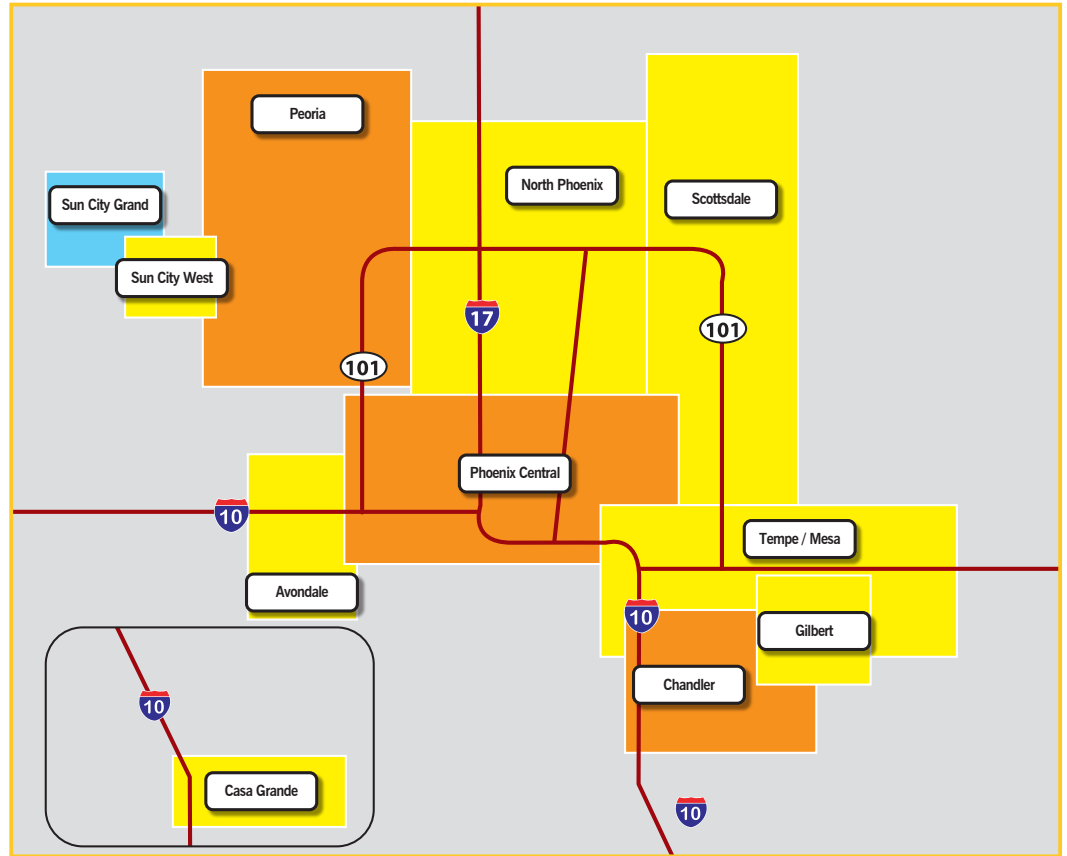 Peoria
North Phoenix
Scottsdale
Sun City Grand
Sun City West
17
101
101
Phoenix Central
10
Tempe / Mesa
Avondale
10
Gilbert
Chandler
10
Casa Grande
10